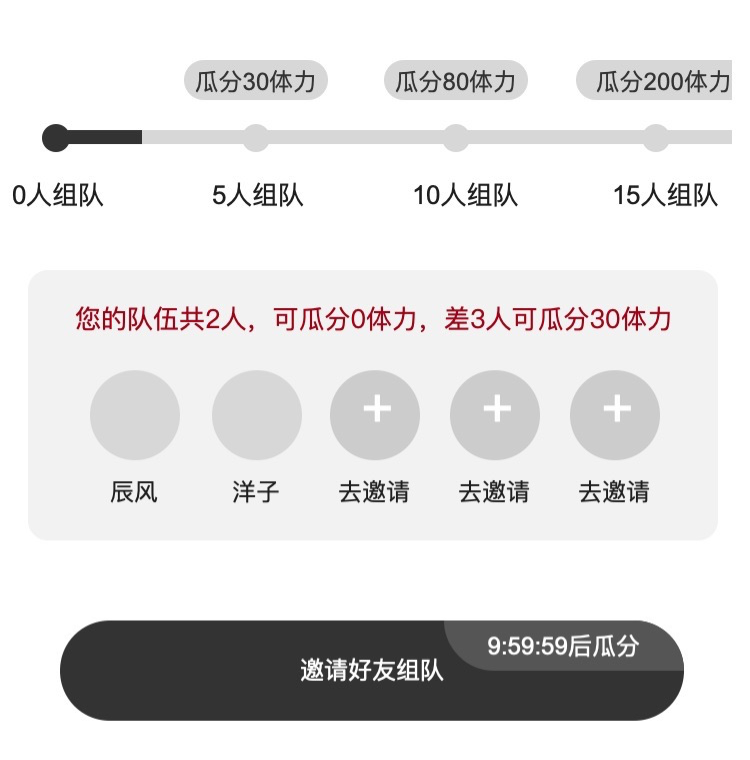 瓜分30体力 瓜分80体力 瓜分200体力
0人组队 5人组队 10人组队 15人组队
您的队伍共2人，可瓜分0体力，差3人可瓜分30体力
+ + +
辰风 洋子 去邀请 去邀请 去邀请
9:59:59后瓜分
邀请好友组队